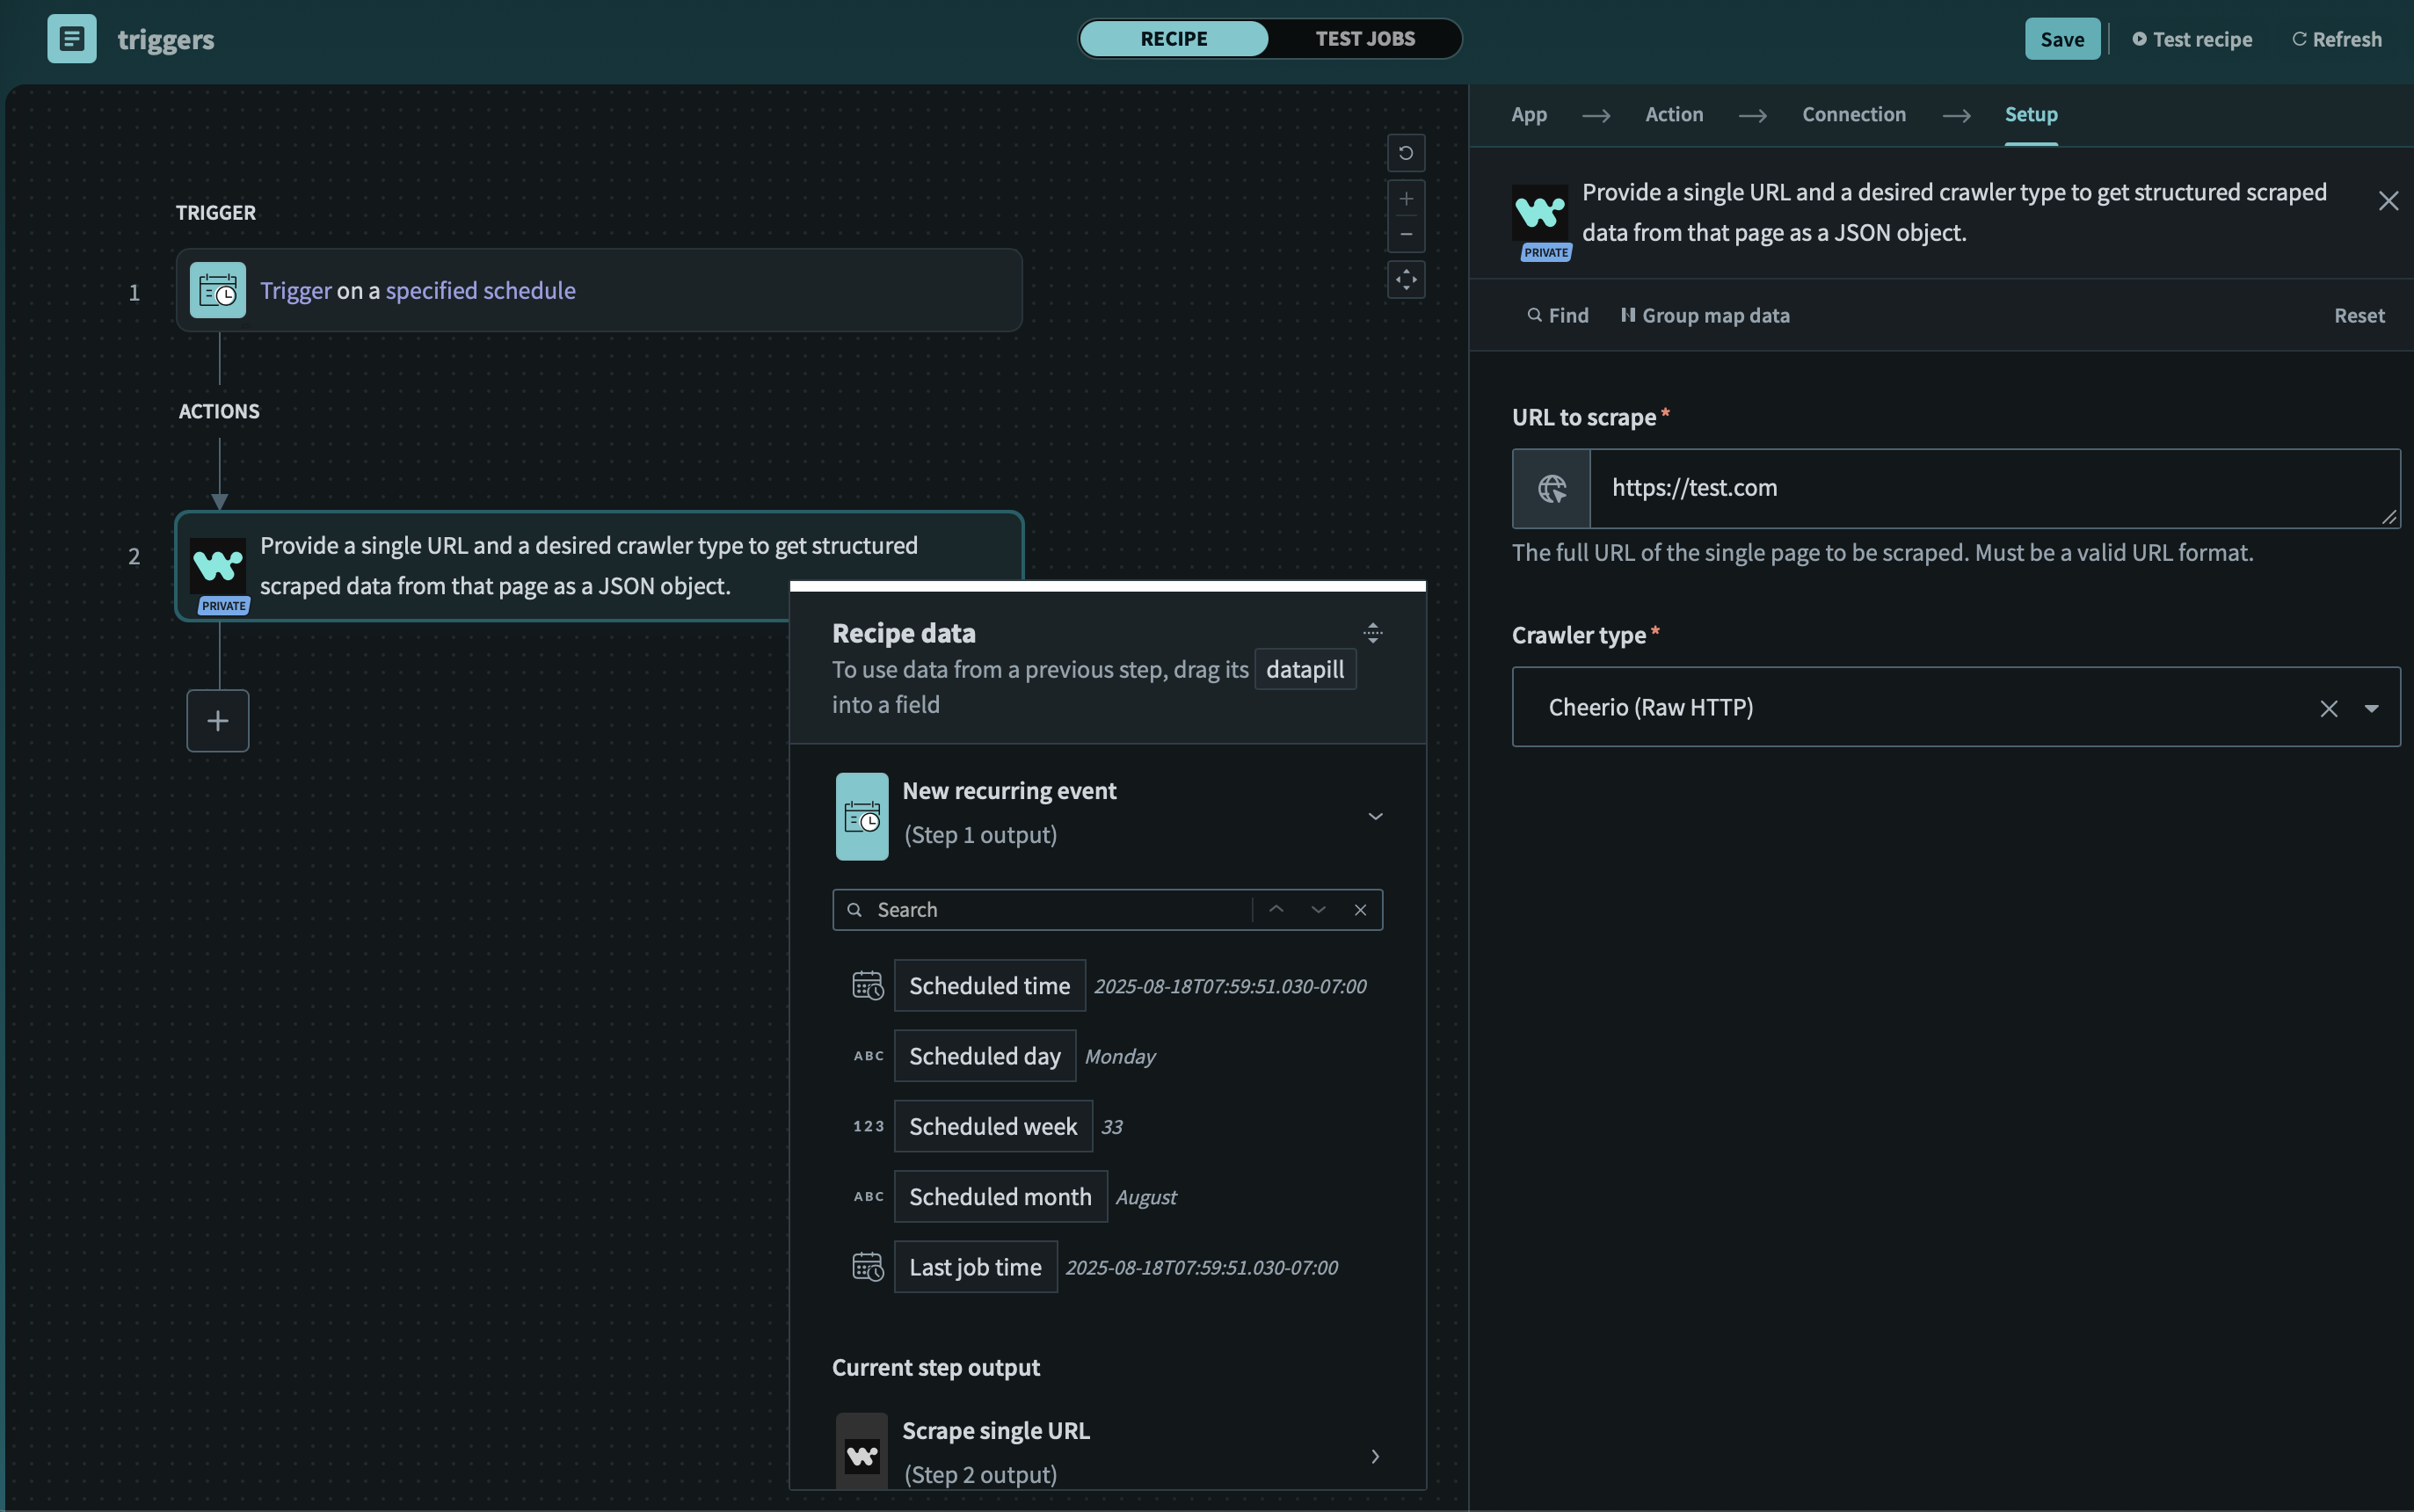 triggers
RECIPE
TEST JOBS
Save
Test recipe
Refresh
TRIGGER
1
Trigger on a specified schedule
ACTIONS
2
Provide a single URL and a desired crawler type to get structured
scraped data from that page as a JSON object.
PRIVATE
Recipe data
To use data from a previous step, drag its datapill
into a field
New recurring event
(Step 1 output)
Search
Scheduled time 2025-08-18T07:59:51.030-07:00
ABC Scheduled day Monday
123 Scheduled week 33
ABC Scheduled month August
Last job time 2025-08-18T07:59:51.030-07:00
Current step output
Scrape single URL
(Step 2 output)
App
Action
Connection
Setup
Provide a single URL and a desired crawler type to get structured scraped
data from that page as a JSON object.
PRIVATE
Find
Group map data
Reset
URL to scrape*
https://test.com
The full URL of the single page to be scraped. Must be a valid URL format.
Crawler type*
Cheerio (Raw HTTP)